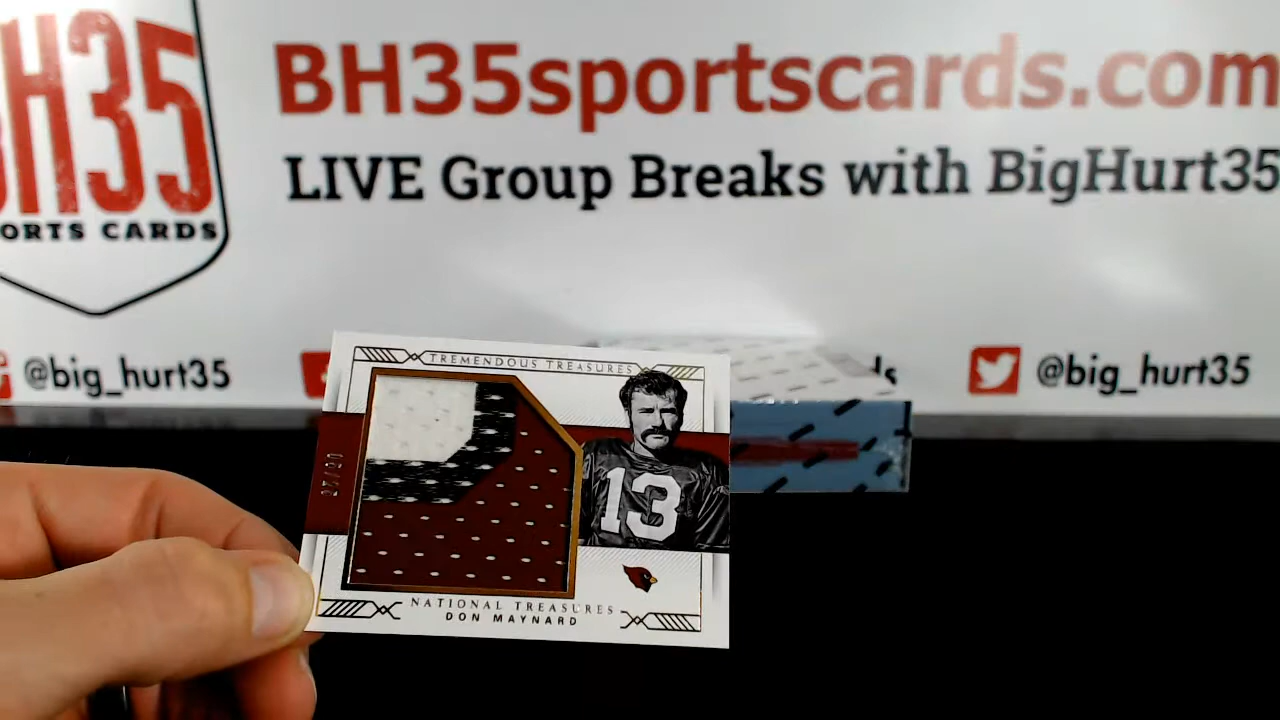 BH35
ORTS CARDS
BH35sportscards.com
LIVE Group Breaks with BigHurt35
@big_hurt35
ds
@big_hurt35
TREMENDOUS TREASURES
13
NATIONAL TREASURES
DON MAYNARD